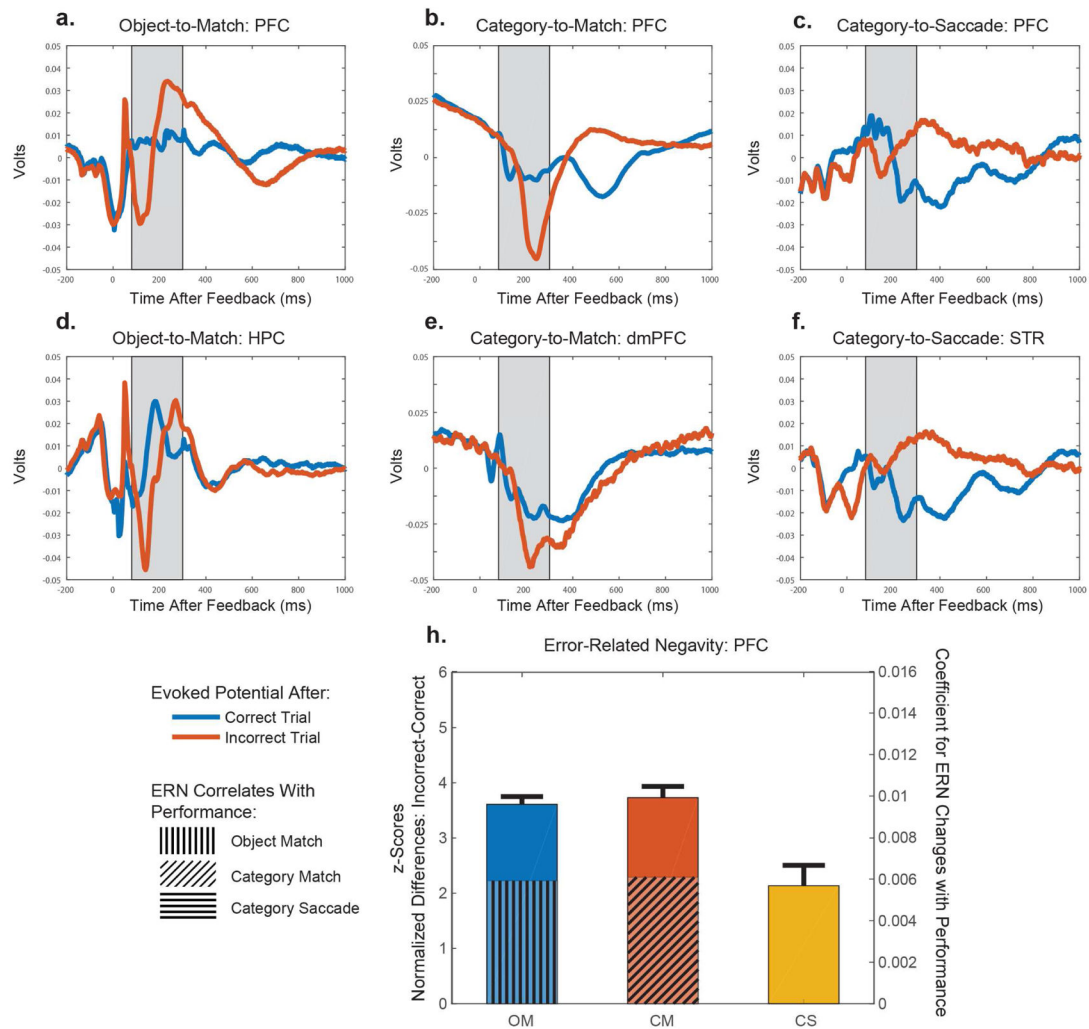 a.
Object-to-Match: PFC
0.05
0.04
0.03
0.02
0.01
0
-0.01
-0.02
-0.03
-0.04
-0.05
Volts
-200 0 200 400 600 800 1000
Time After Feedback (ms)
b.
Category-to-Match: PFC
0.05
0.025
0
-0.025
-0.05
Volts
-200 0 200 400 600 800 1000
Time After Feedback (ms)
c.
Category-to-Saccade: PFC
0.05
0.04
0.03
0.02
0.01
0
-0.01
-0.02
-0.03
-0.04
-0.05
Volts
-200 0 200 400 600 800 1000
Time After Feedback (ms)
d.
Object-to-Match: HPC
0.05
0.04
0.03
0.02
0.01
0
-0.01
-0.02
-0.03
-0.04
-0.05
Volts
-200 0 200 400 600 800 1000
Time After Feedback (ms)
e.
Category-to-Match: dmPFC
0.05
0.025
0
-0.025
-0.05
Volts
-200 0 200 400 600 800 1000
Time After Feedback (ms)
f.
Category-to-Saccade: STR
0.05
0.04
0.03
0.02
0.01
0
-0.01
-0.02
-0.03
-0.04
-0.05
Volts
-200 0 200 400 600 800 1000
Time After Feedback (ms)
Evoked Potential After:
Correct Trial
Incorrect Trial
ERN Correlates With
Performance:
Object Match
Category Match
Category Saccade
h.
Error-Related Negavity: PFC
z-Scores
Normalized Differences: Incorrect-Correct
6
5
4
3
2
1
0
OM CM CS
0.016
0.014
0.012
0.010
0.008
0.006
0.004
0.002
0
Coefficient for ERN Changes with Performance